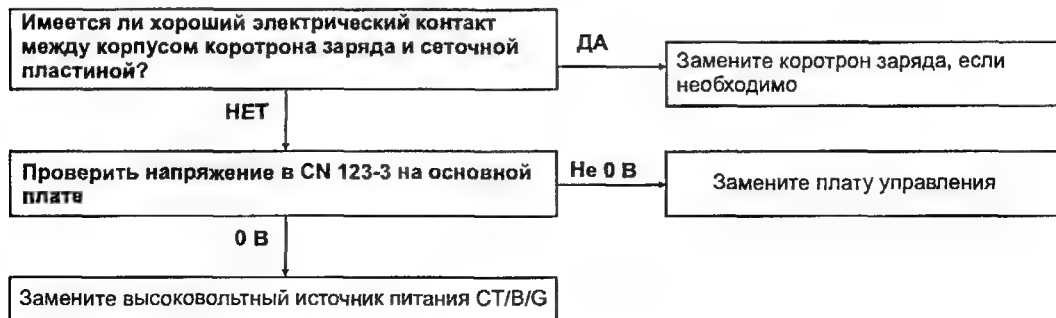 Имеется ли хороший электрический контакт
между корпусом коротрона заряда и сеточной
пластиной?
ДА
Замените коротрон заряда, если
необходимо
НЕТ
Проверить напряжение в CN 123-3 на основной
плате
Не 0 В
Замените плату управления
0 В
Замените высоковольтный источник питания CT/B/G